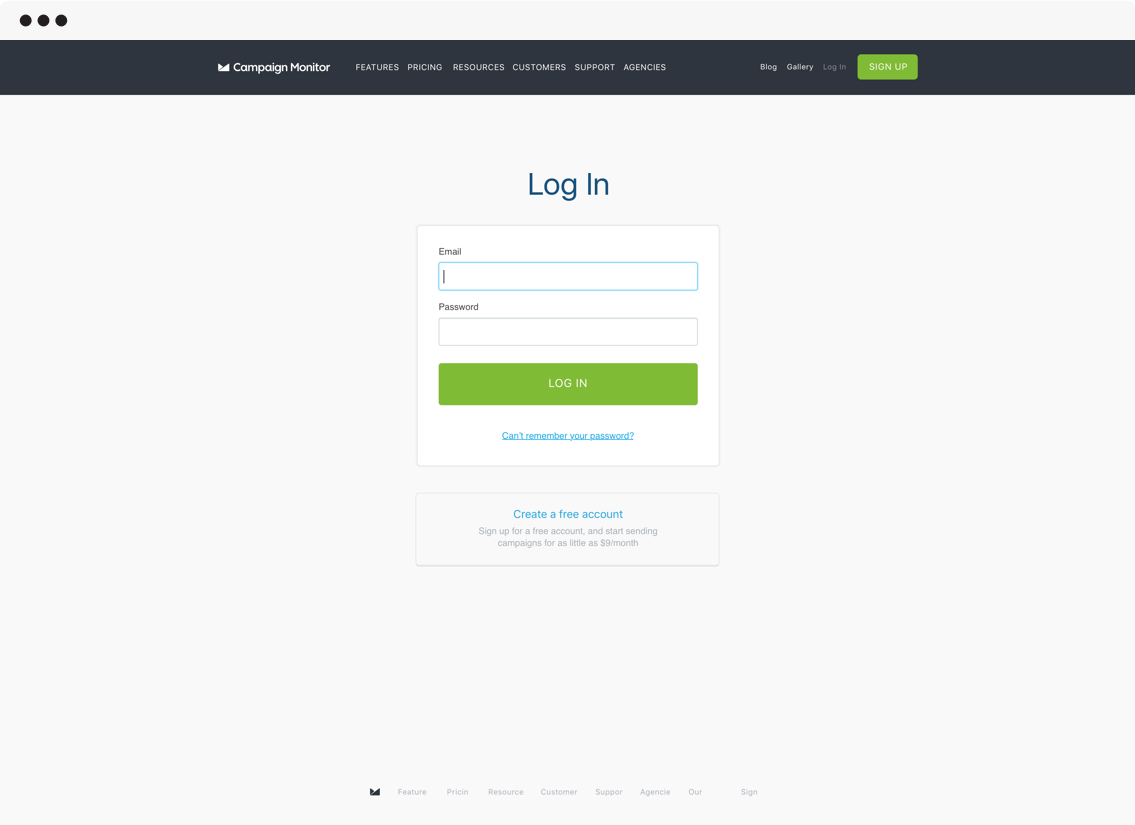 Campaign Monitor FEATURES PRICING RESOURCES CUSTOMERS SUPPORT AGENCIES Blog Gallery Log In SIGN UP
Log In
Email
Password
LOG IN
Can't remember your password?
Create a free account
Sign up for a free account, and start sending
campaigns for as little as $9/month
Feature Pricin Resource Customer Suppor Agencie Our Sign